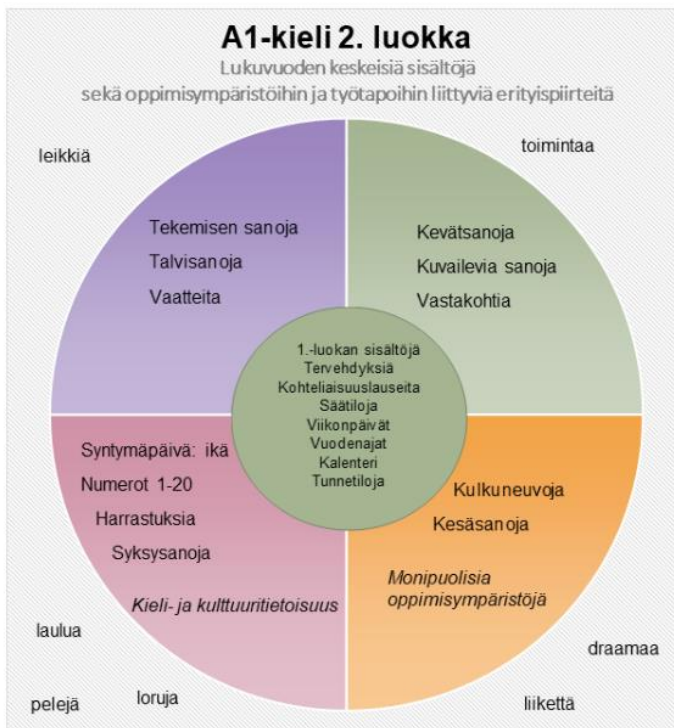 A1-kieli 2. luokka
Lukuvuoden keskeisiä sisältöjä
sekä oppimisympäristöihin ja työtapoihin liittyviä erityispiirteitä
leikkiä
toimintaa
Tekemisen sanoja
Talvisanoja
Vaatteita
Kevätsanoja
Kuvailevia sanoja
Vastakohtia
1.-luokan sisältöjä
Tervehdyksiä
Kohteliaisuuslauseita
Säätiloja
Viikonpäivät
Vuodenajat
Kalenteri
Tunnetiloja
Syntymäpäivä: ikä
Numerot 1-20
Harrastuksia
Syksysanoja
Kieli- ja kulttuuritietoisuus
Kulkuneuvoja
Kesäsanoja
Monipuolisia
oppimisympäristöjä
laulua
pelejä
loruja
draamaa
liikettä